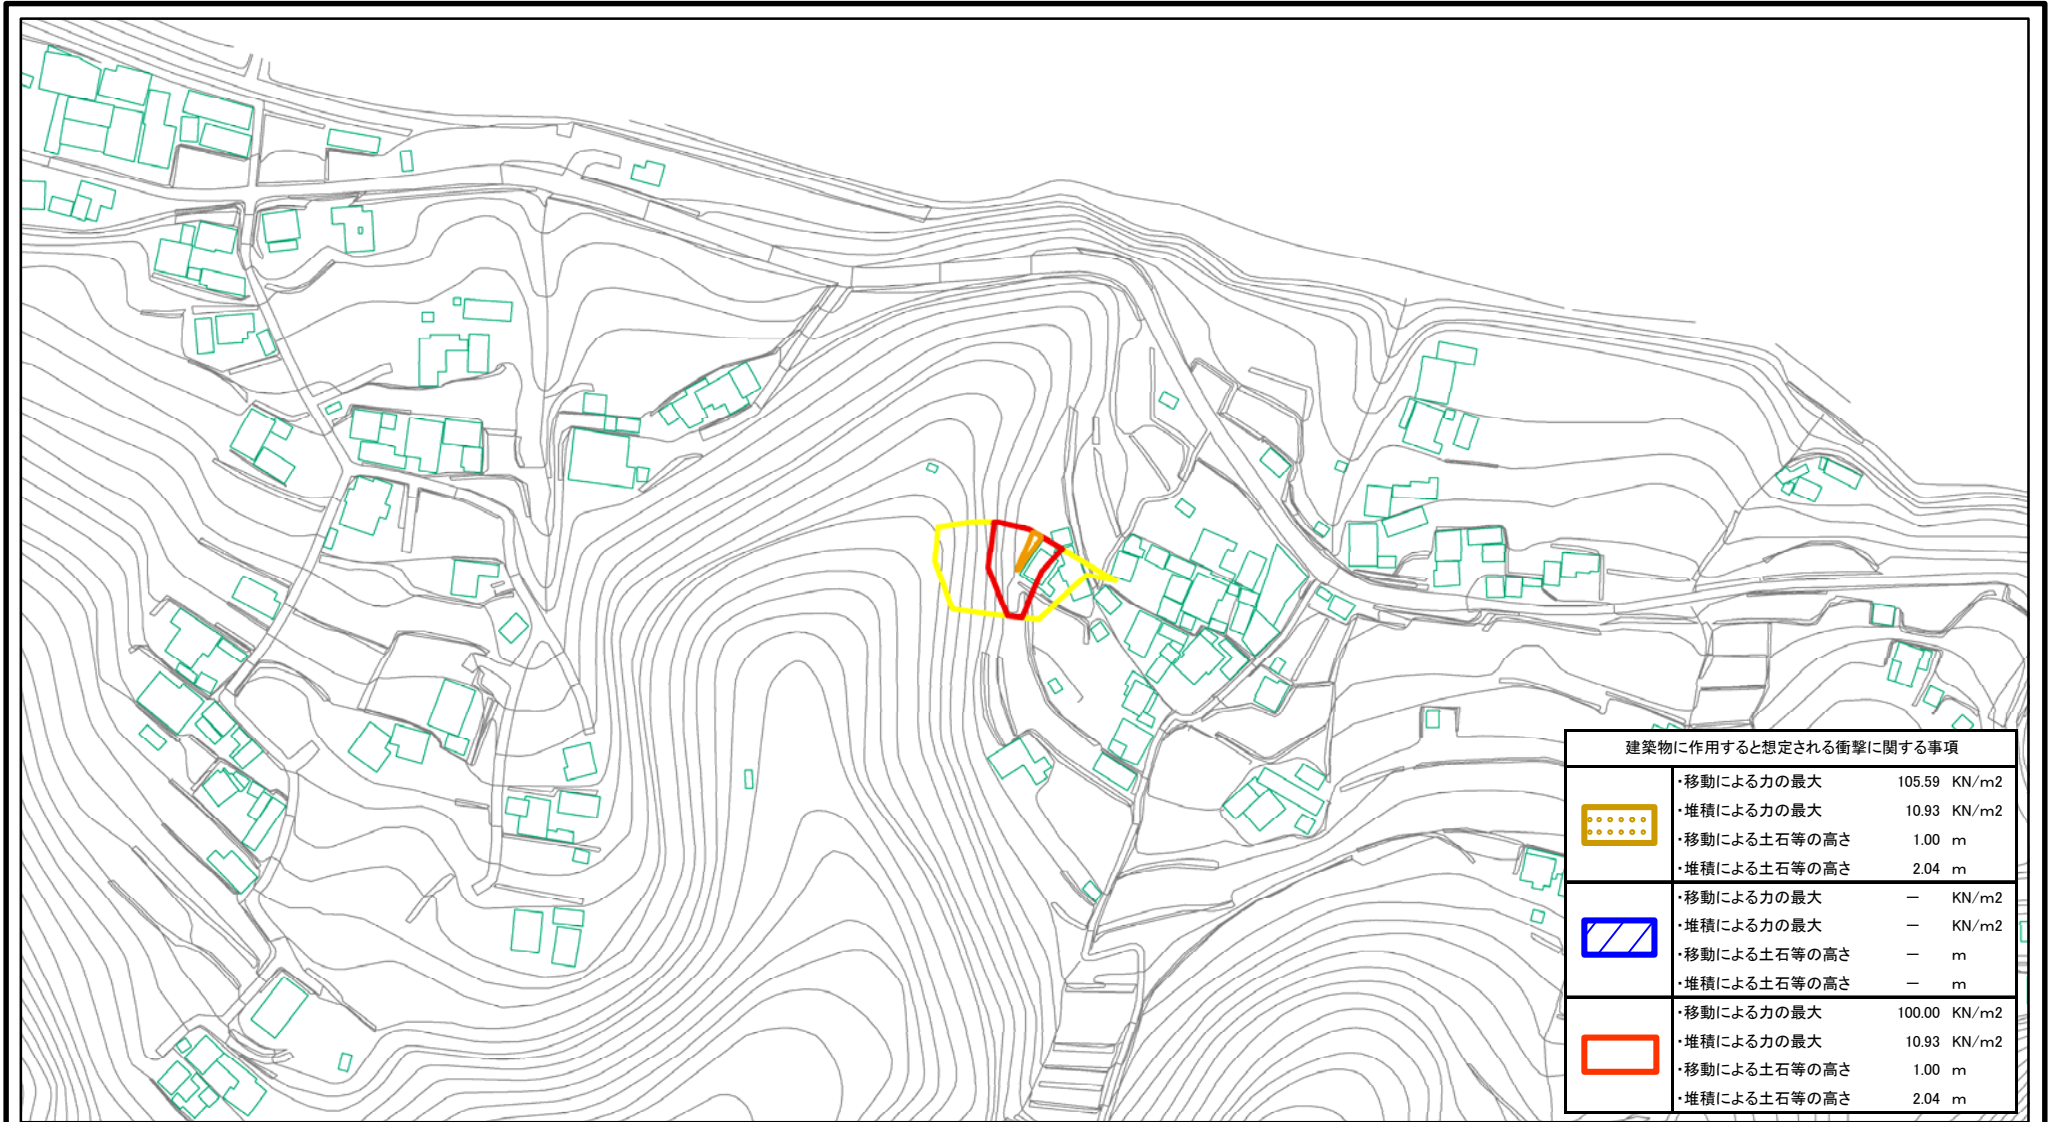 建築物に作用すると想定される衝撃に関する事項
・移動による力の最大 105.59 KN/m2
・堆積による力の最大 10.93 KN/m2
・移動による土石等の高さ 1.00 m
・堆積による土石等の高さ 2.04 m
・移動による力の最大 － KN/m2
・堆積による力の最大 － KN/m2
・移動による土石等の高さ － m
・堆積による土石等の高さ － m
・移動による力の最大 100.00 KN/m2
・堆積による力の最大 10.93 KN/m2
・移動による土石等の高さ 1.00 m
・堆積による土石等の高さ 2.04 m